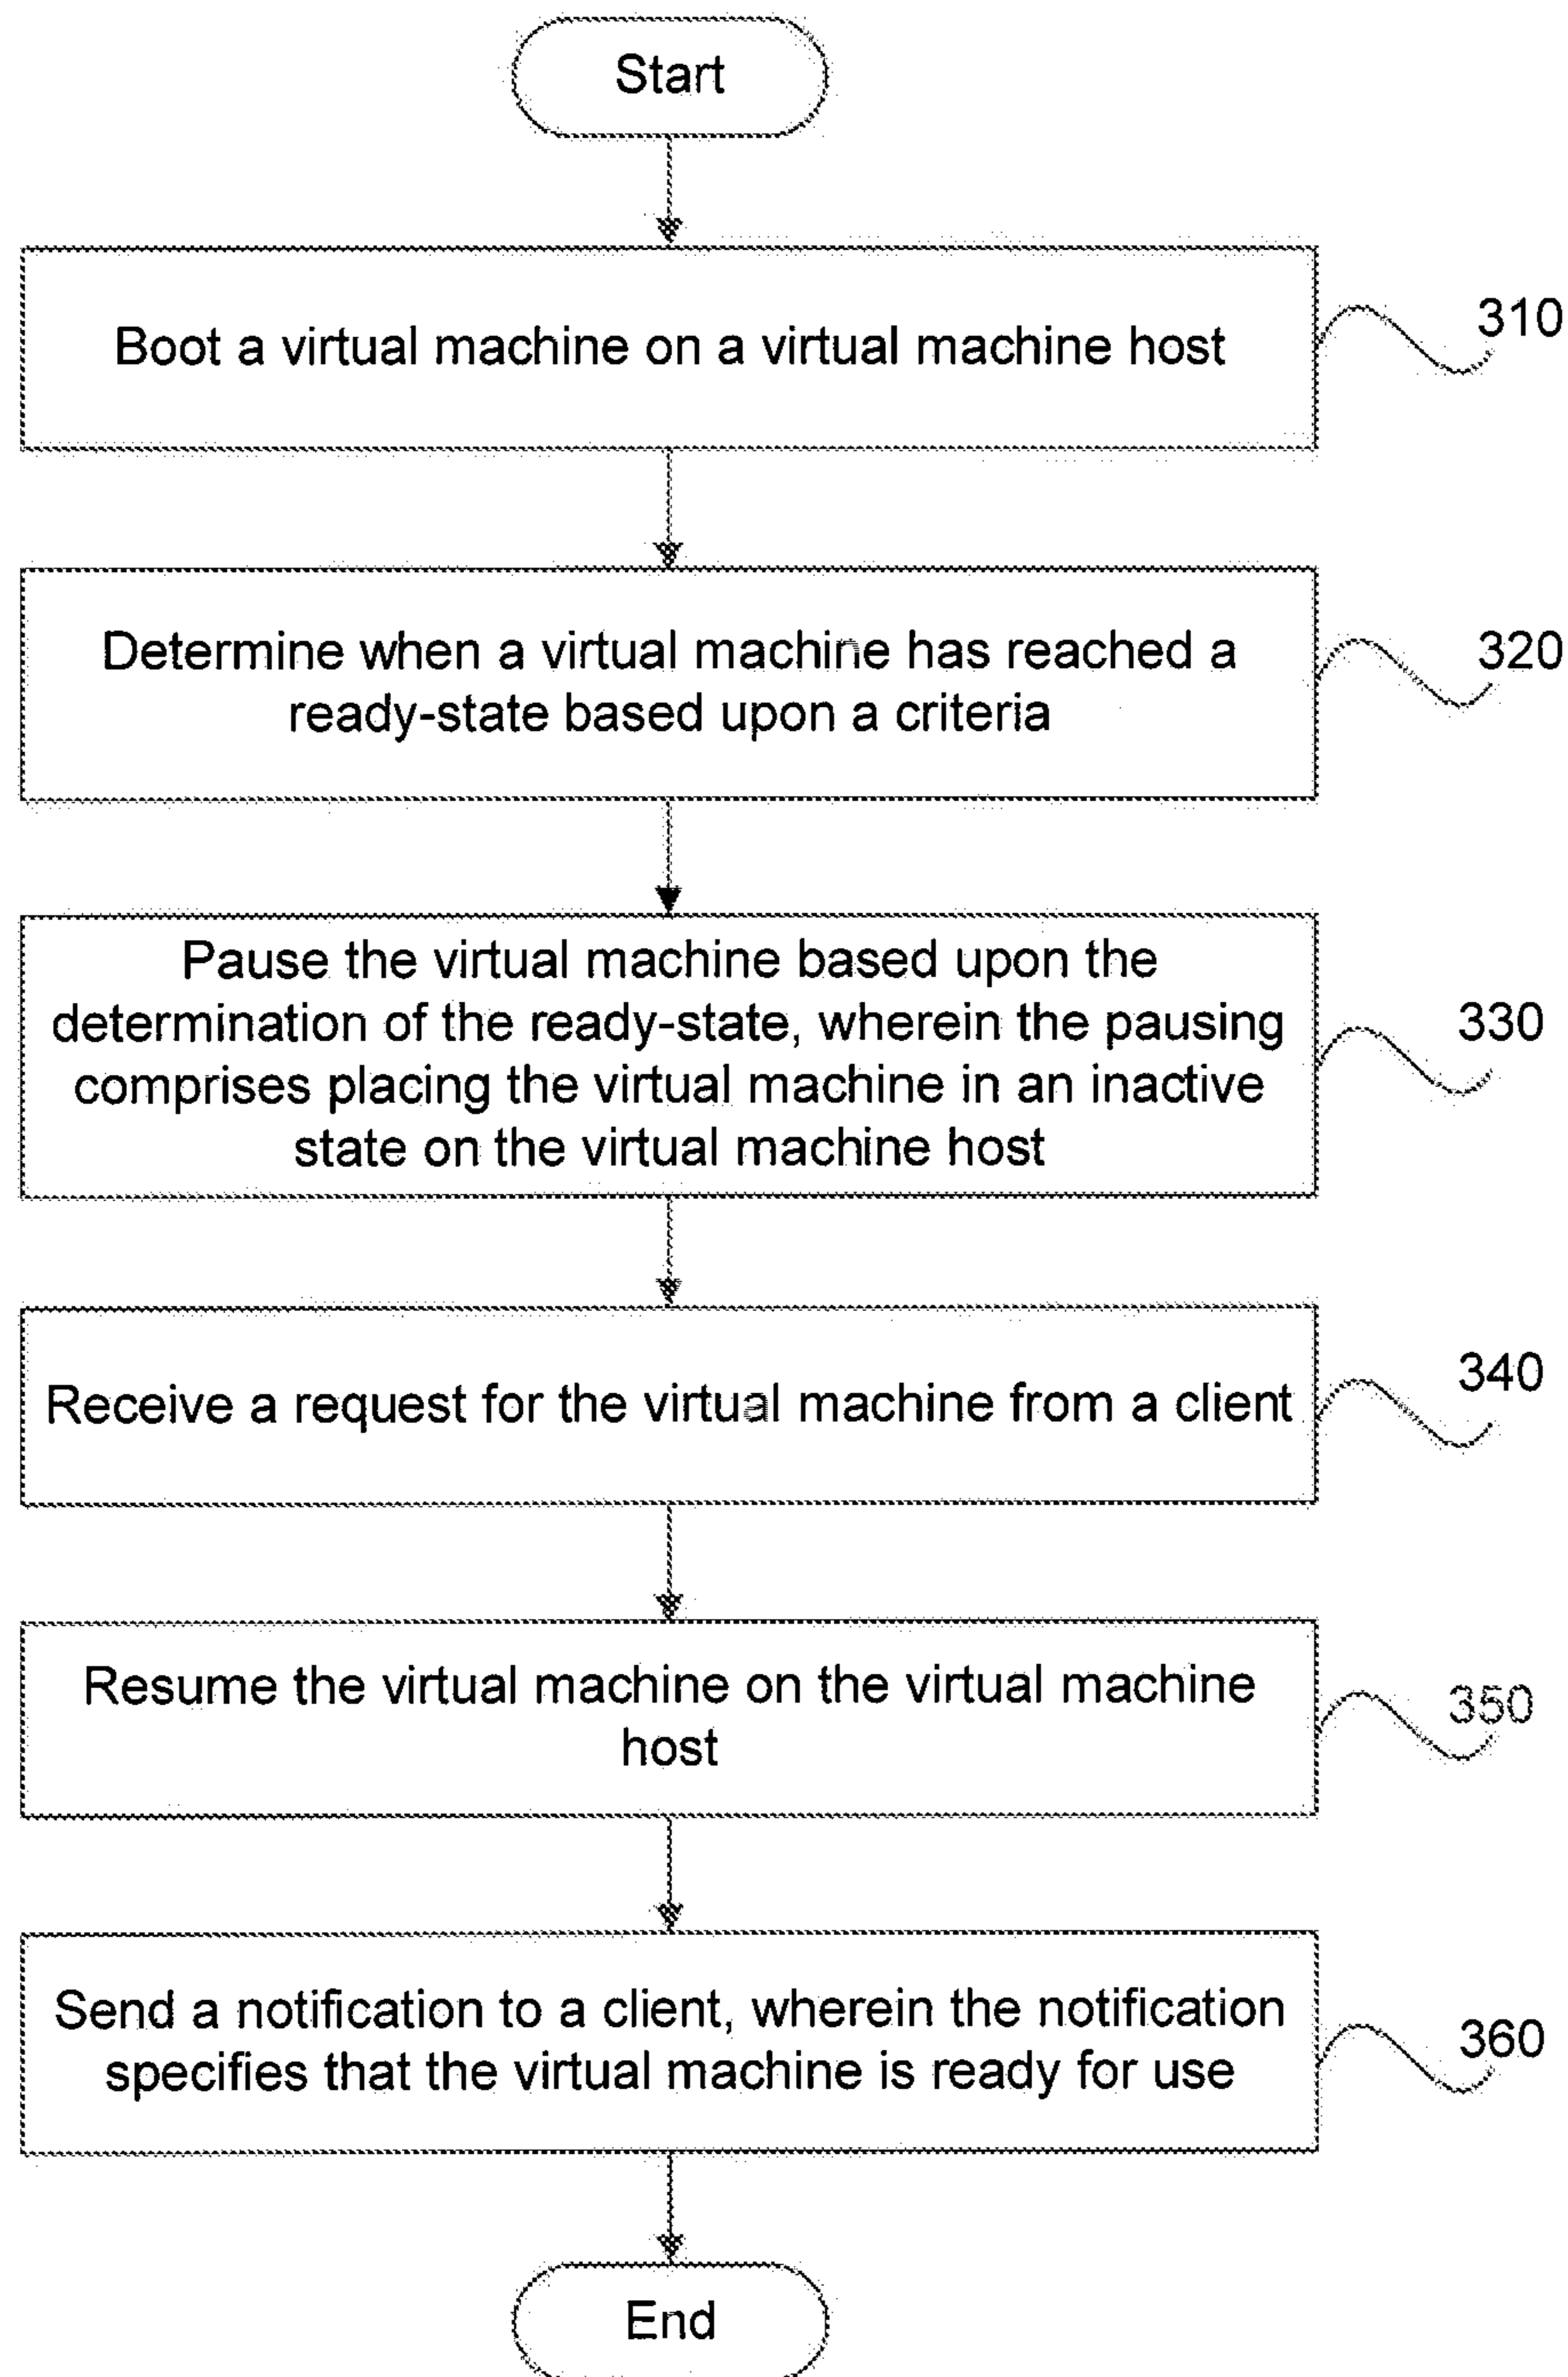 Start
Boot a virtual machine on a virtual machine host
310
Determine when a virtual machine has reached a
ready-state based upon a criteria
320
Pause the virtual machine based upon the
determination of the ready-state, wherein the pausing
comprises placing the virtual machine in an inactive
state on the virtual machine host
330
Receive a request for the virtual machine from a client
340
Resume the virtual machine on the virtual machine
host
350
Send a notification to a client, wherein the notification
specifies that the virtual machine is ready for use
360
End